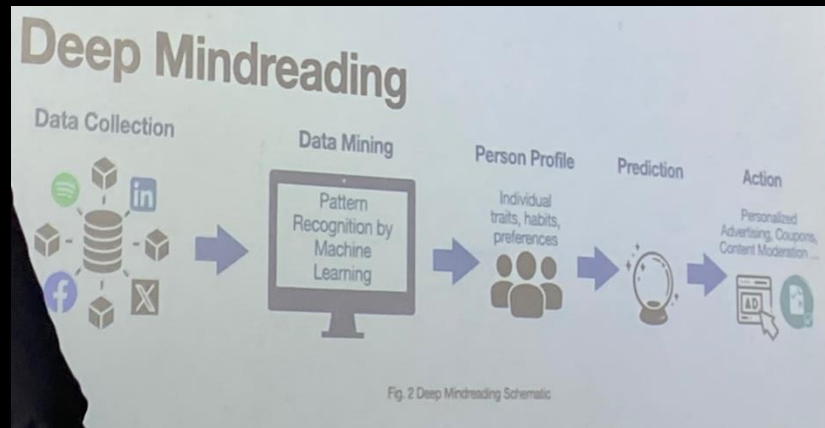 Deep Mindreading
Data Collection
in
X
Data Mining
Pattern
Recognition by
Machine
Learning
Person Profile
Individual
traits, habits,
preferences
Prediction
Action
Personalized
Advertising, Coupons,
Content Moderation ...
AD
Fig. 2 Deep Mindreading Schematic